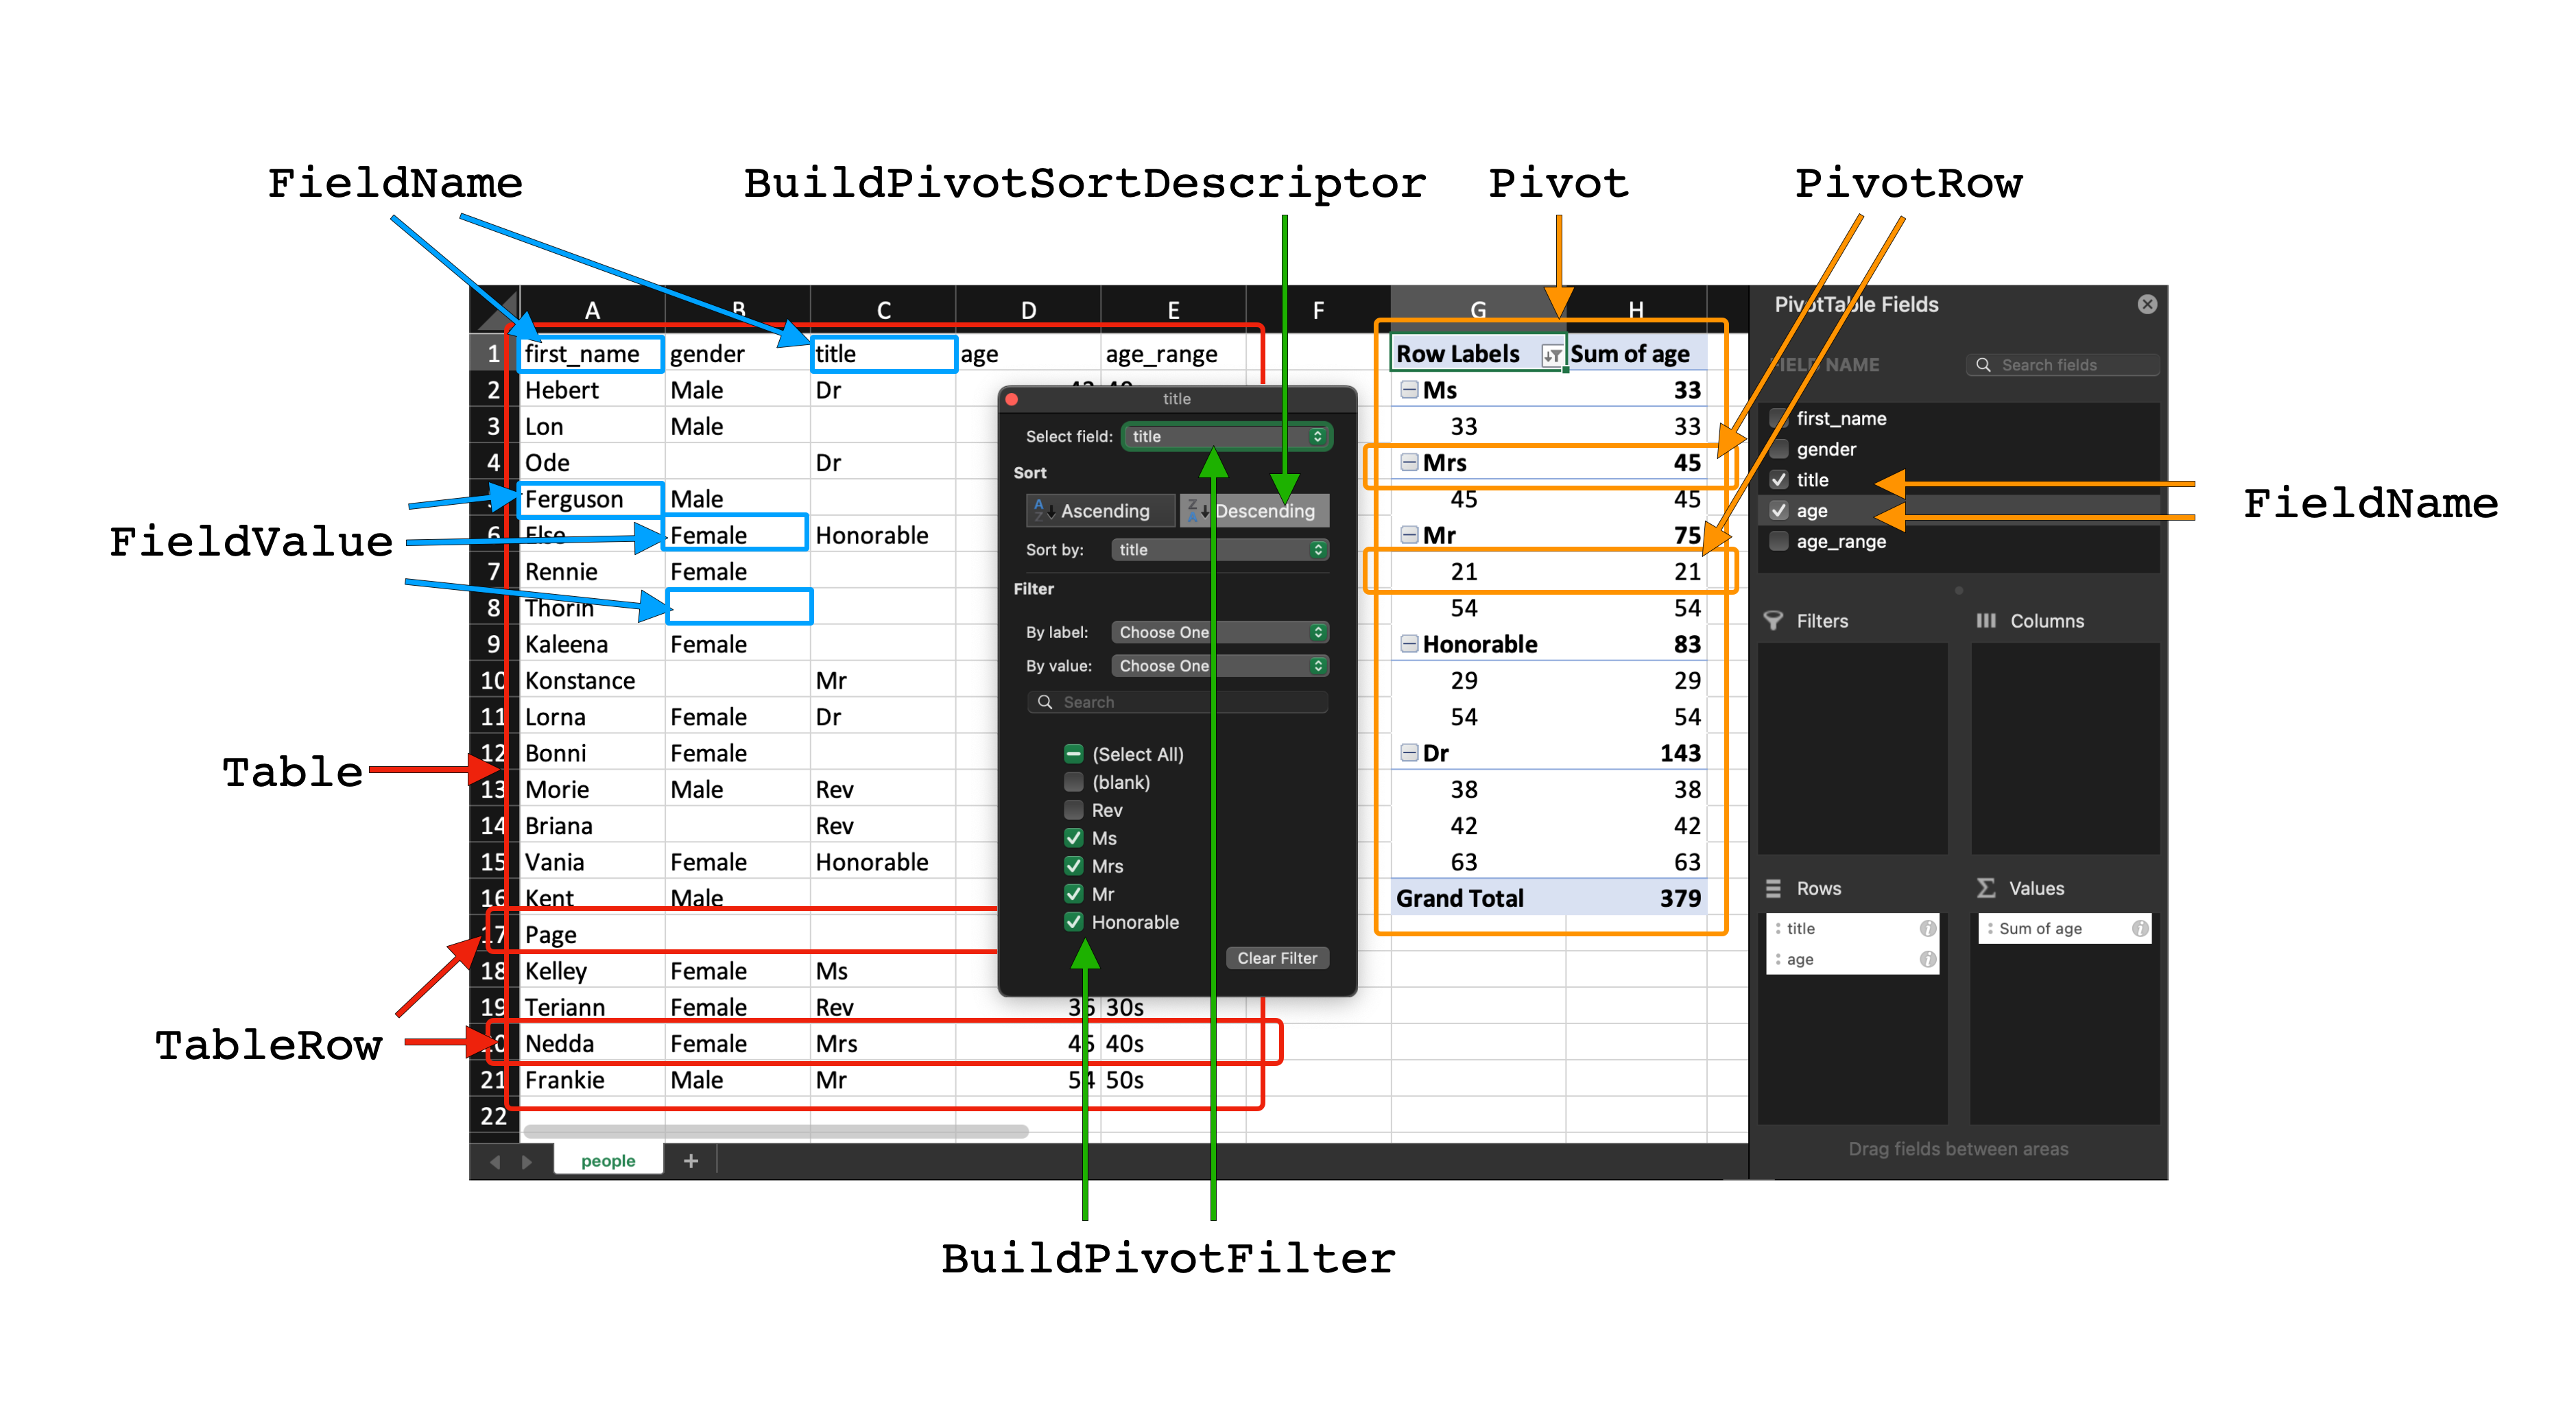 FieldName BuildPivotSortDescriptor Pivot PivotRow
A B C D E F G H
PivotTable Fields
1 first_name gender title age age_range
Row Labels Sum of age
FIELD NAME Search fields
2 Hebert Male Dr
3 Lon Male
4 Ode Dr
Ferguson Male
6 Else Female Honorable
7 Rennie Female
8 Thorin
9 Kaleena Female
10 Konstance Mr
11 Lorna Female Dr
12 Bonni Female
13 Morie Male Rev
14 Briana Rev
15 Vania Female Honorable
16 Kent Male
17 Page
18 Kelley Female Ms
19 Teriann Female Rev 36 30s
20 Nedda Female Mrs 45 40s
21 Frankie Male Mr 54 50s
22
people +
FieldValue
Table
TableRow
title
Select field: title
Sort
Ascending Descending
Sort by: title
Filter
By label: Choose One
By value: Choose One
Search
(Select All)
(blank)
Rev
Ms
Mrs
Mr
Honorable
Clear Filter
Ms 33
33 33
Mrs 45
45 45
Mr 75
21 21
54 54
Honorable 83
29 29
54 54
Dr 143
38 38
42 42
63 63
Grand Total 379
first_name
gender
title
age
age_range
FieldName
Filters Columns
Rows Values
title Sum of age
age
Drag fields between areas
BuildPivotFilter